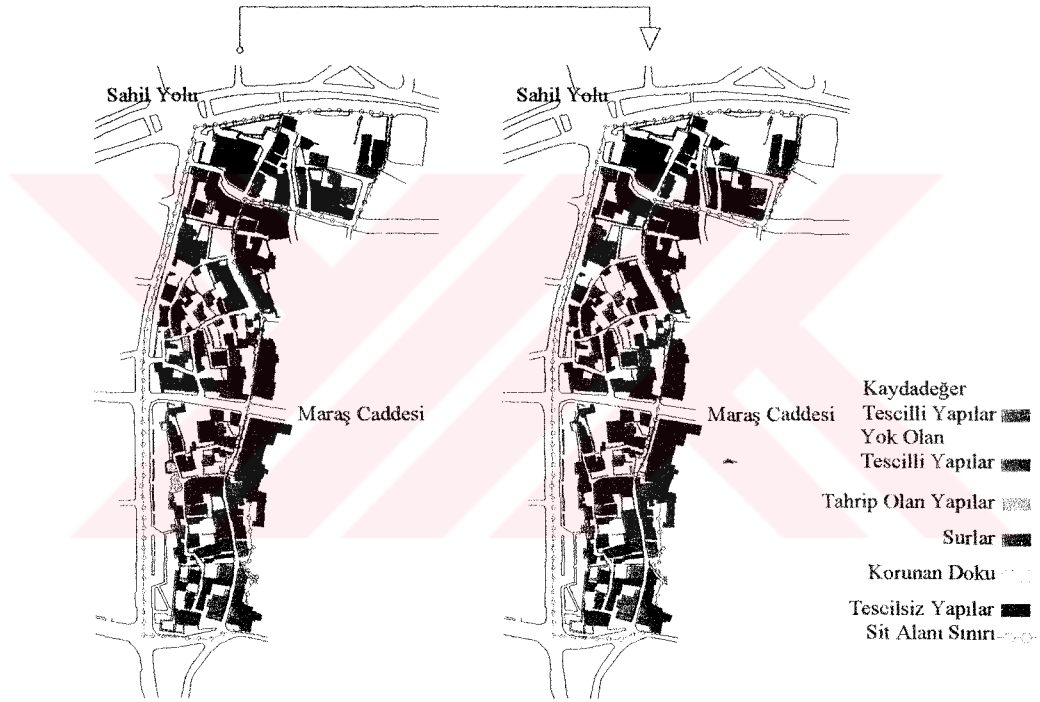 Sahil Yolu
Sahil Yolu
Maraş Caddesi
Maraş Caddesi
Kaydadeğer
Tescilli Yapılar
Yok Olan
Tescilli Yapılar
Tahrip Olan Yapılar
Surlar
Korunan Doku
Tescilsiz Yapılar
Sit Alanı Sınırı